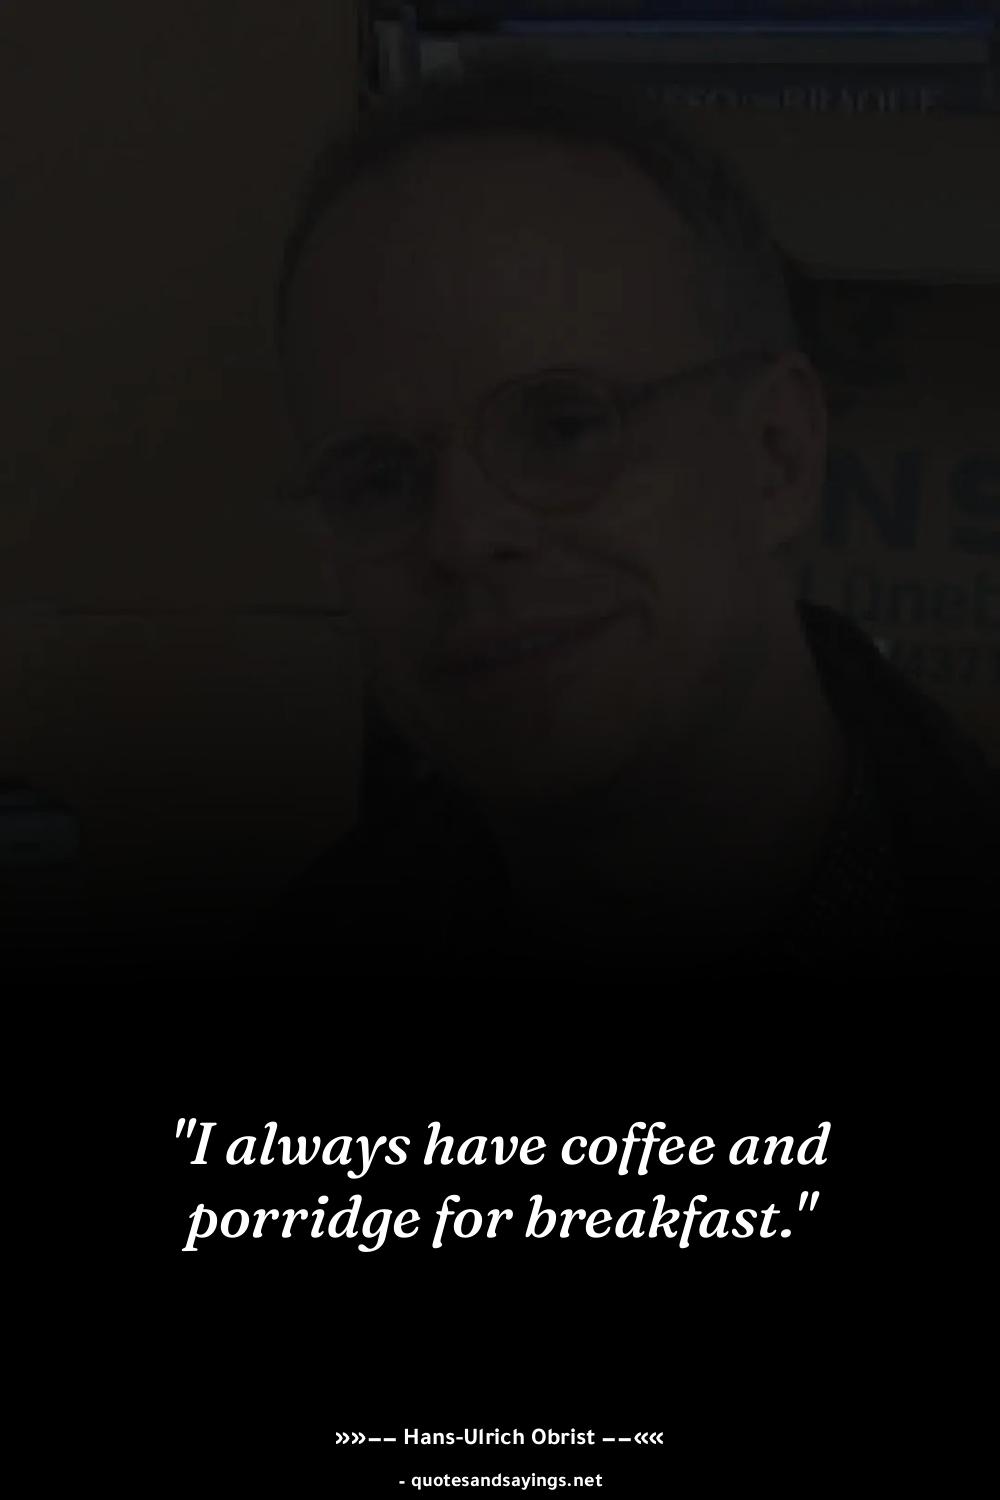 "I always have coffee and
porridge for breakfast."
»»−− Hans-Ulrich Obrist −−««
- quotesandsayings.net